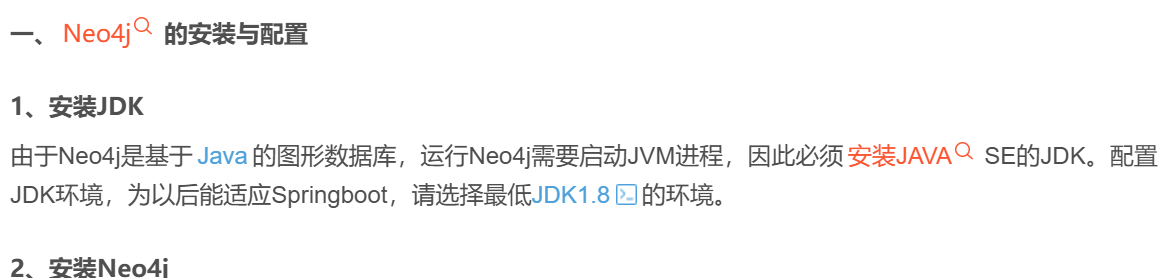 一、 Neo4j 的安装与配置
1、安装JDK
由于Neo4j是基于 Java 的图形数据库，运行Neo4j需要启动JVM进程，因此必须 安装JAVA SE的JDK。配置
JDK环境，为以后能适应Springboot，请选择最低JDK1.8 的环境。
2、安装Neo4j